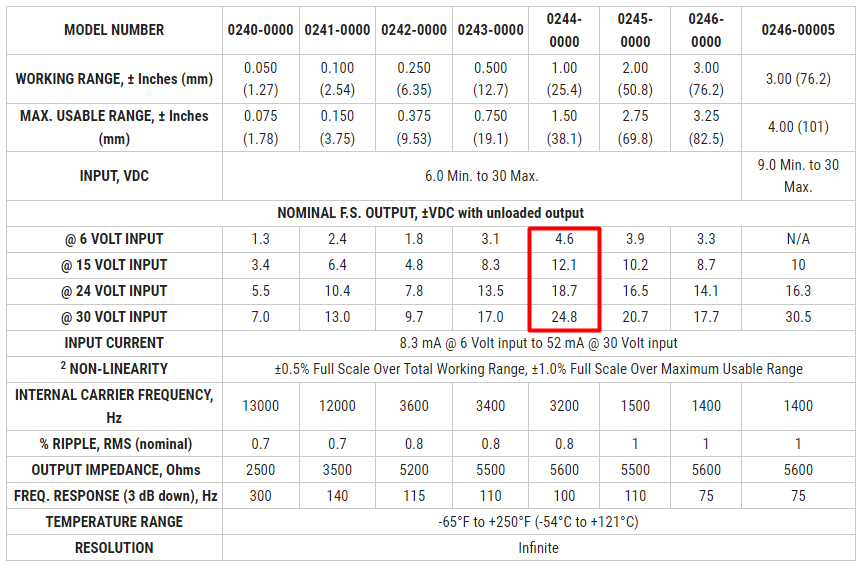 MODEL NUMBER 0240-0000 0241-0000 0242-0000 0243-0000 0244-0000 0245-0000 0246-0000 0246-00005
WORKING RANGE, ± Inches (mm) 0.050 (1.27) 0.100 (2.54) 0.250 (6.35) 0.500 (12.7) 1.00 (25.4) 2.00 (50.8) 3.00 (76.2) 3.00 (76.2)
MAX. USABLE RANGE, ± Inches (mm) 0.075 (1.78) 0.150 (3.75) 0.375 (9.53) 0.750 (19.1) 1.50 (38.1) 2.75 (69.8) 3.25 (82.5) 4.00 (101)
INPUT, VDC 6.0 Min. to 30 Max. 9.0 Min. to 30 Max.
NOMINAL F.S. OUTPUT, ±VDC with unloaded output
@ 6 VOLT INPUT 1.3 2.4 1.8 3.1 4.6 3.9 3.3 N/A
@ 15 VOLT INPUT 3.4 6.4 4.8 8.3 12.1 10.2 8.7 10
@ 24 VOLT INPUT 5.5 10.4 7.8 13.5 18.7 16.5 14.1 16.3
@ 30 VOLT INPUT 7.0 13.0 9.7 17.0 24.8 20.7 17.7 30.5
INPUT CURRENT 8.3 mA @ 6 Volt input to 52 mA @ 30 Volt input
2 NON-LINEARITY ±0.5% Full Scale Over Total Working Range, ±1.0% Full Scale Over Maximum Usable Range
INTERNAL CARRIER FREQUENCY, Hz 13000 12000 3600 3400 3200 1500 1400 1400
% RIPPLE, RMS (nominal) 0.7 0.7 0.8 0.8 0.8 1 1 1
OUTPUT IMPEDANCE, Ohms 2500 3500 5200 5500 5600 5500 5600 5600
FREQ. RESPONSE (3 dB down), Hz 300 140 115 110 100 110 75 75
TEMPERATURE RANGE -65°F to +250°F (-54°C to +121°C)
RESOLUTION Infinite